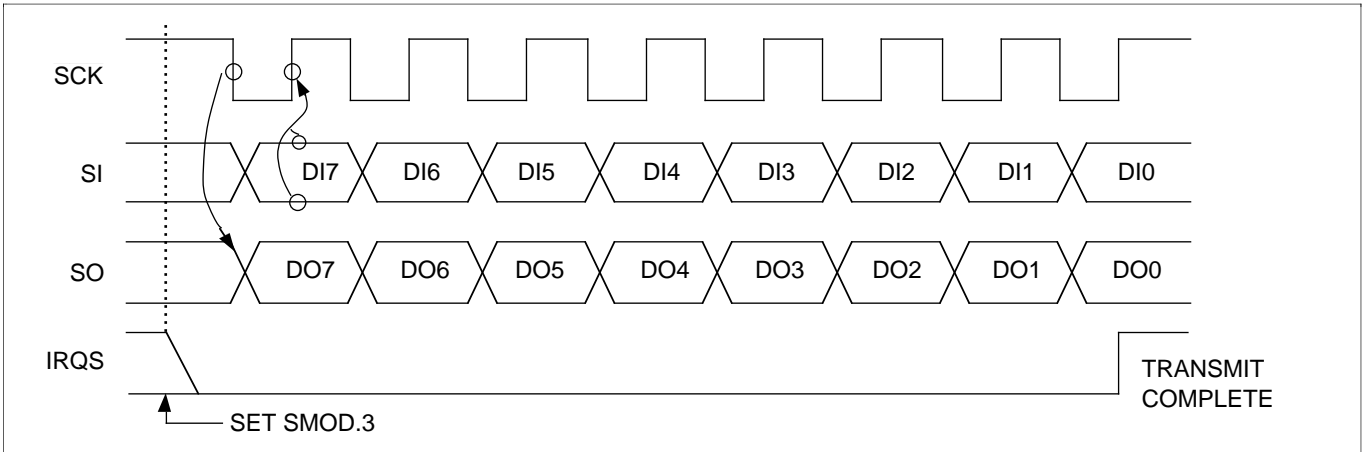 SCK
SI DI7 DI6 DI5 DI4 DI3 DI2 DI1 DI0
SO DO7 DO6 DO5 DO4 DO3 DO2 DO1 DO0
IRQS
TRANSMIT
COMPLETE
SET SMOD.3